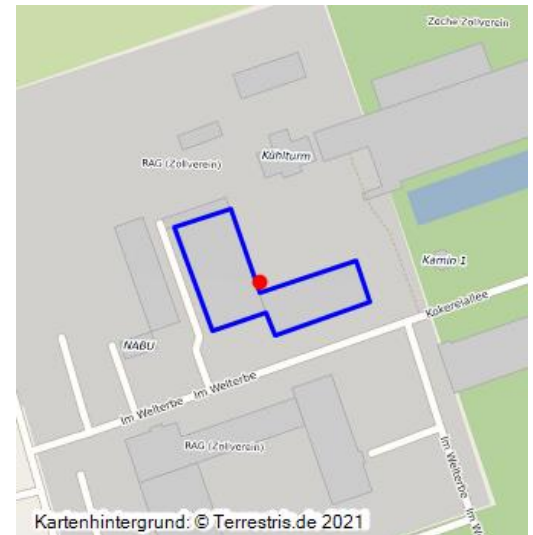 Zeche Zollverein
Kühlturm
RAG (Zollverein)
Kamin 1
Kokereiallee
NABU
Im Welterbe
Im Welterbe
RAG (Zollverein)
Im Welterbe
Im We
Kartenhintergrund: © Terrestris.de 2021